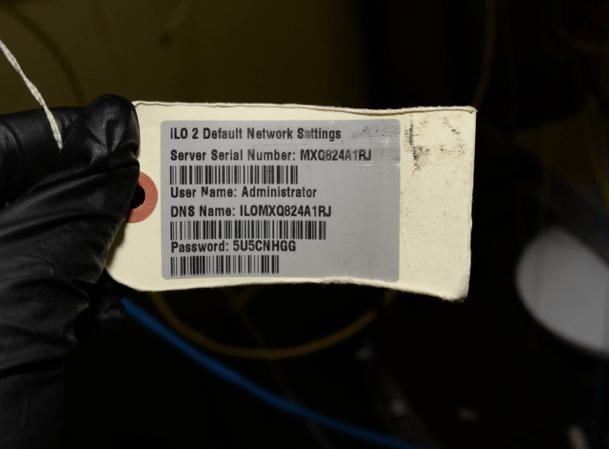 iLO 2 Default Network Settings
Server Serial Number: MXQ824A1RJ
User Name: Administrator
DNS Name: ILOMXQ824A1RJ
Password: 5U5CNHGG